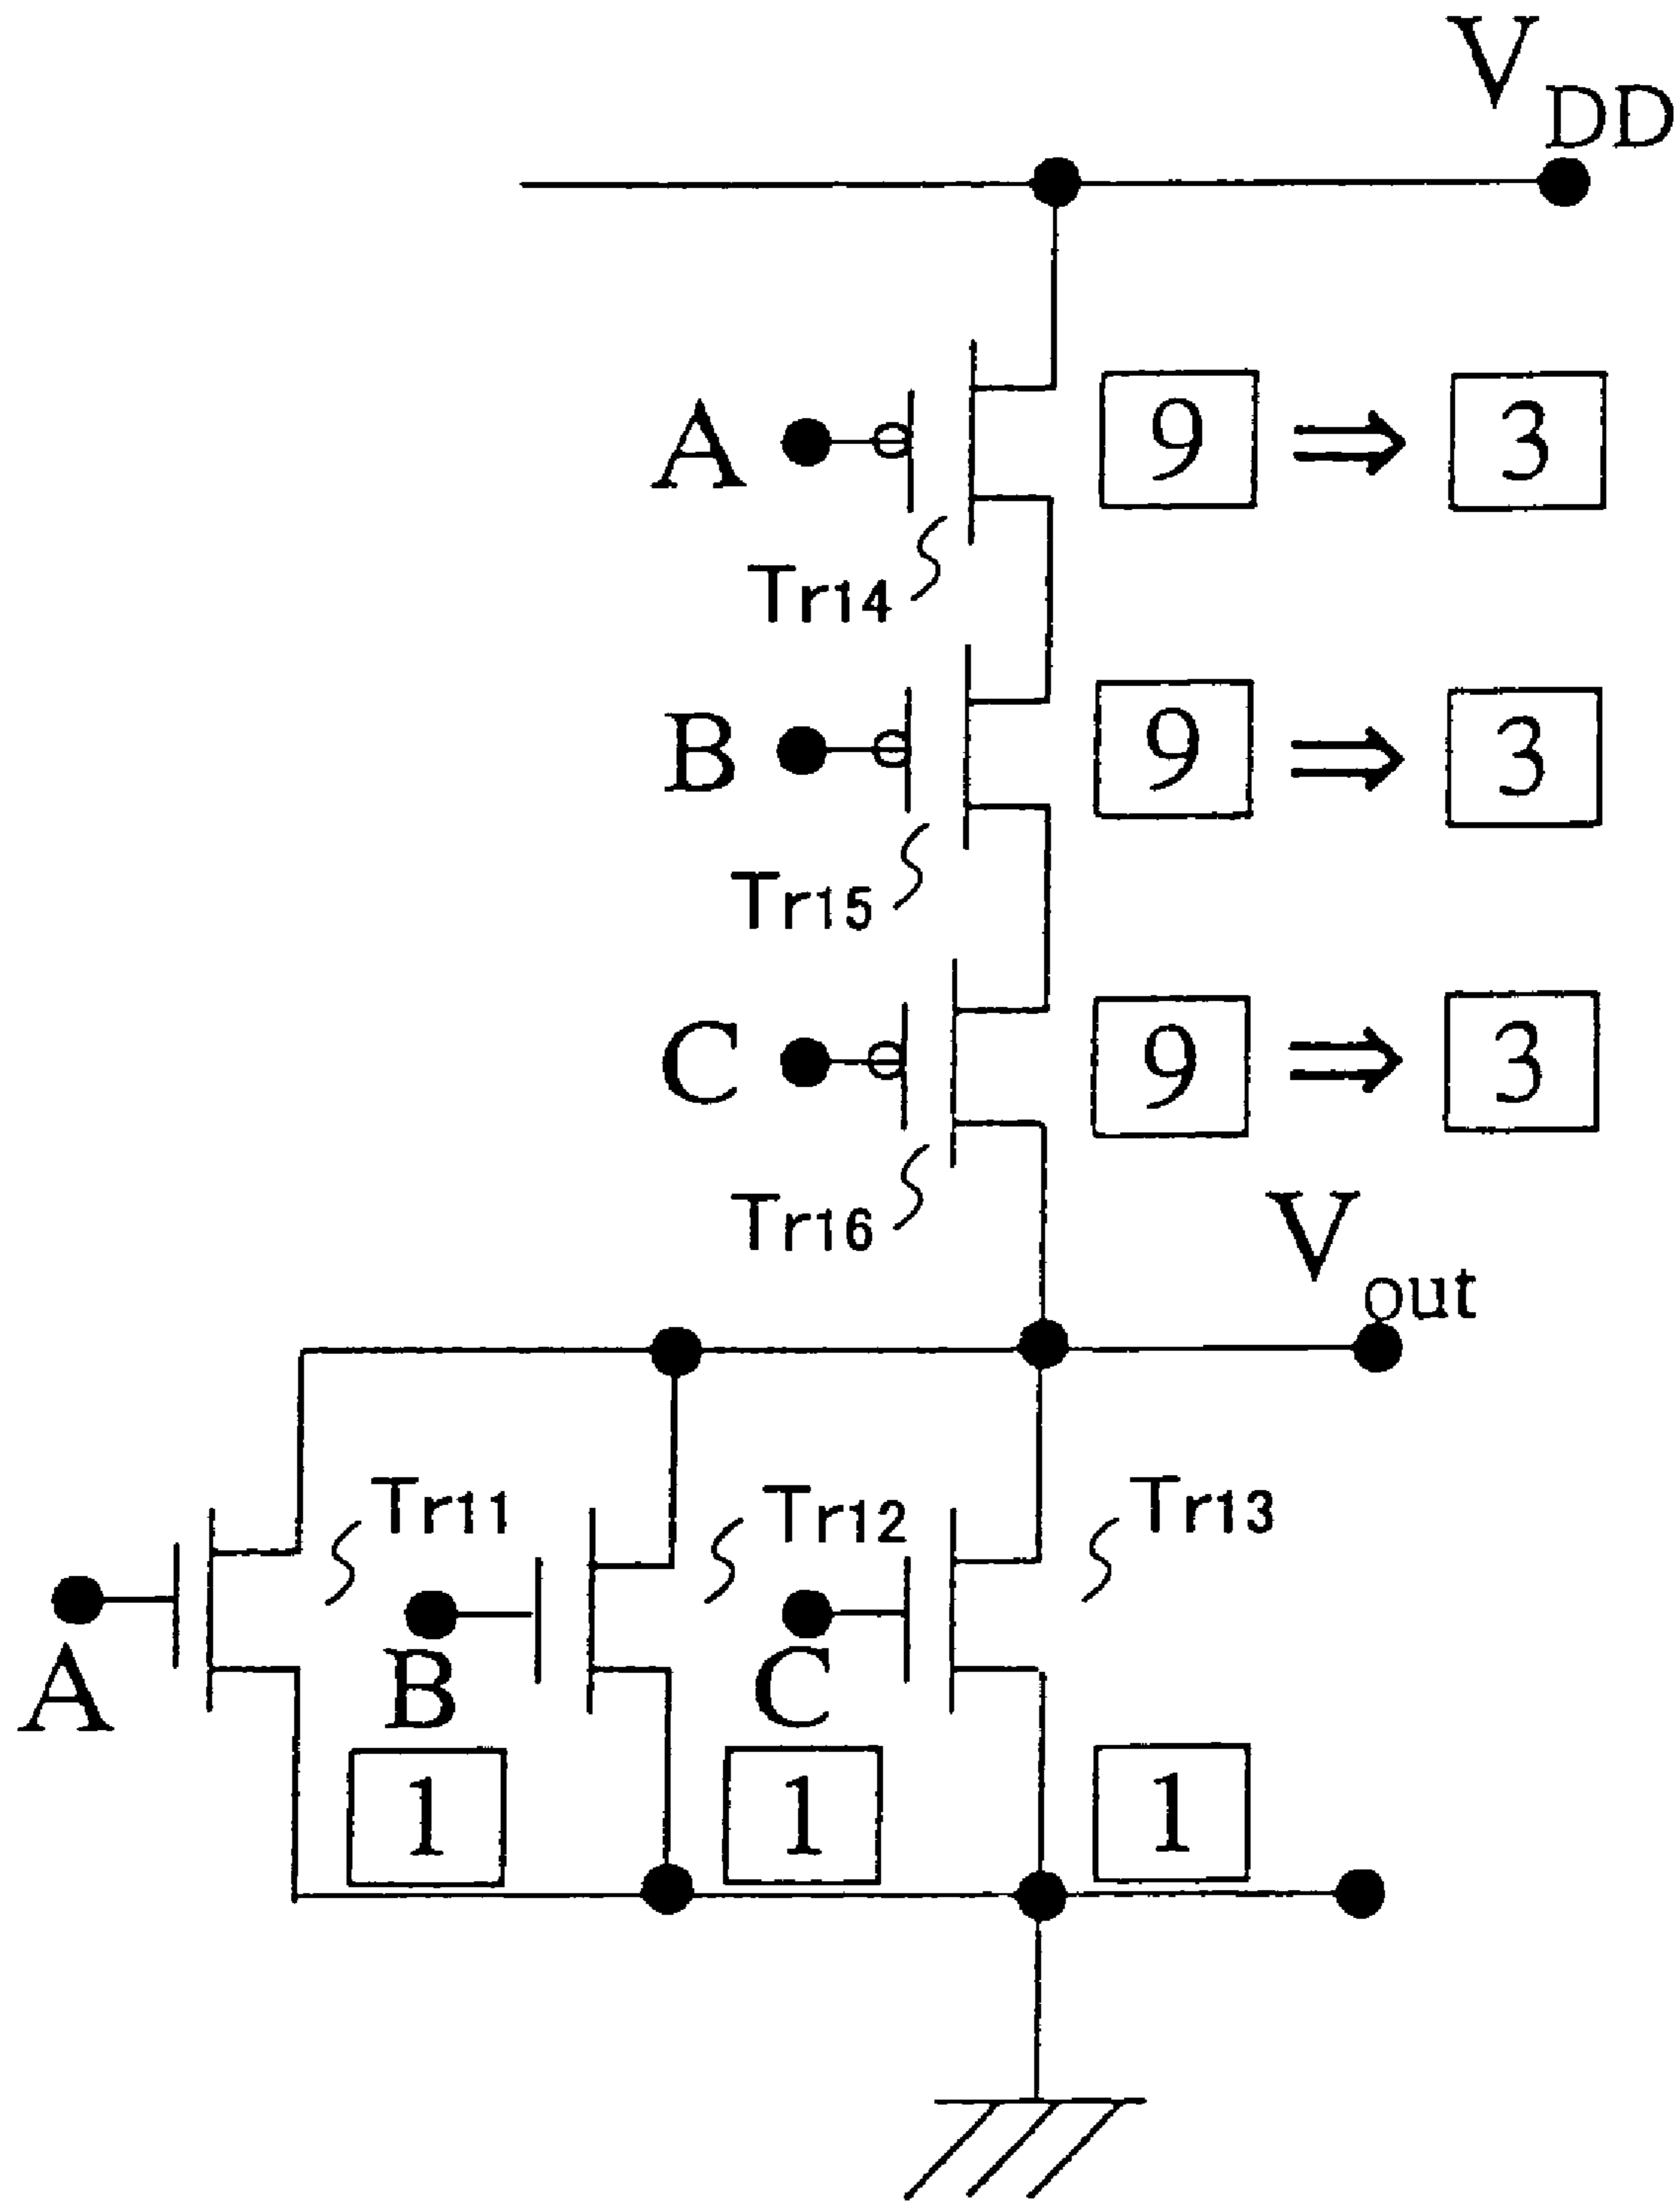 VDD
A 9 ⇒ 3
Tr14
B 9 ⇒ 3
Tr15
C 9 ⇒ 3
Tr16
Vout
Tr11 Tr12 Tr13
A B C
1 1 1